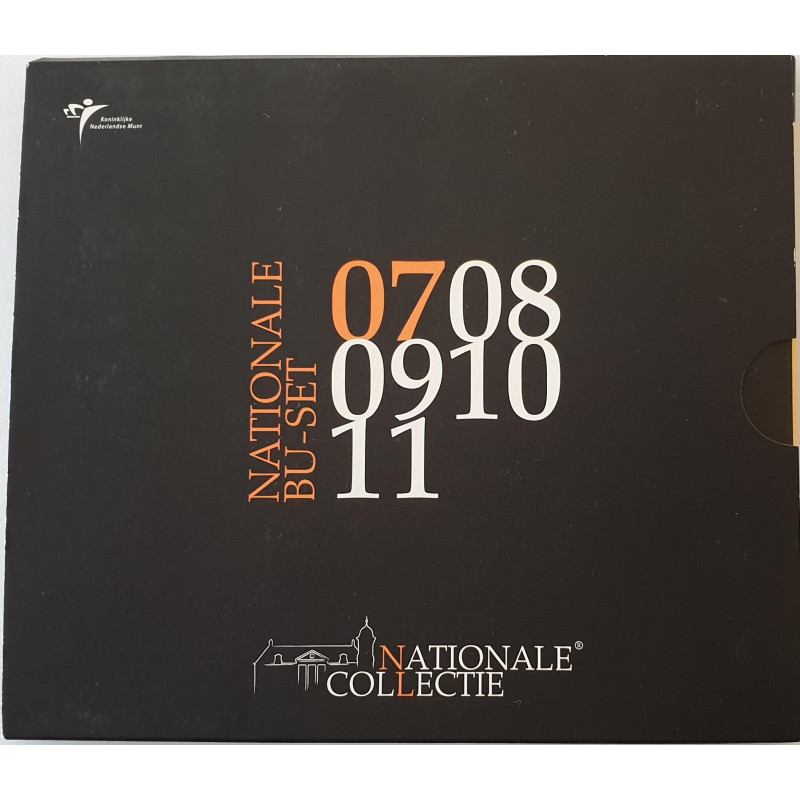 Koninklijke
Nederlandse Munt
NATIONALE
BU-SET
0708
0910
11
NATIONALE®
COLLECTIE